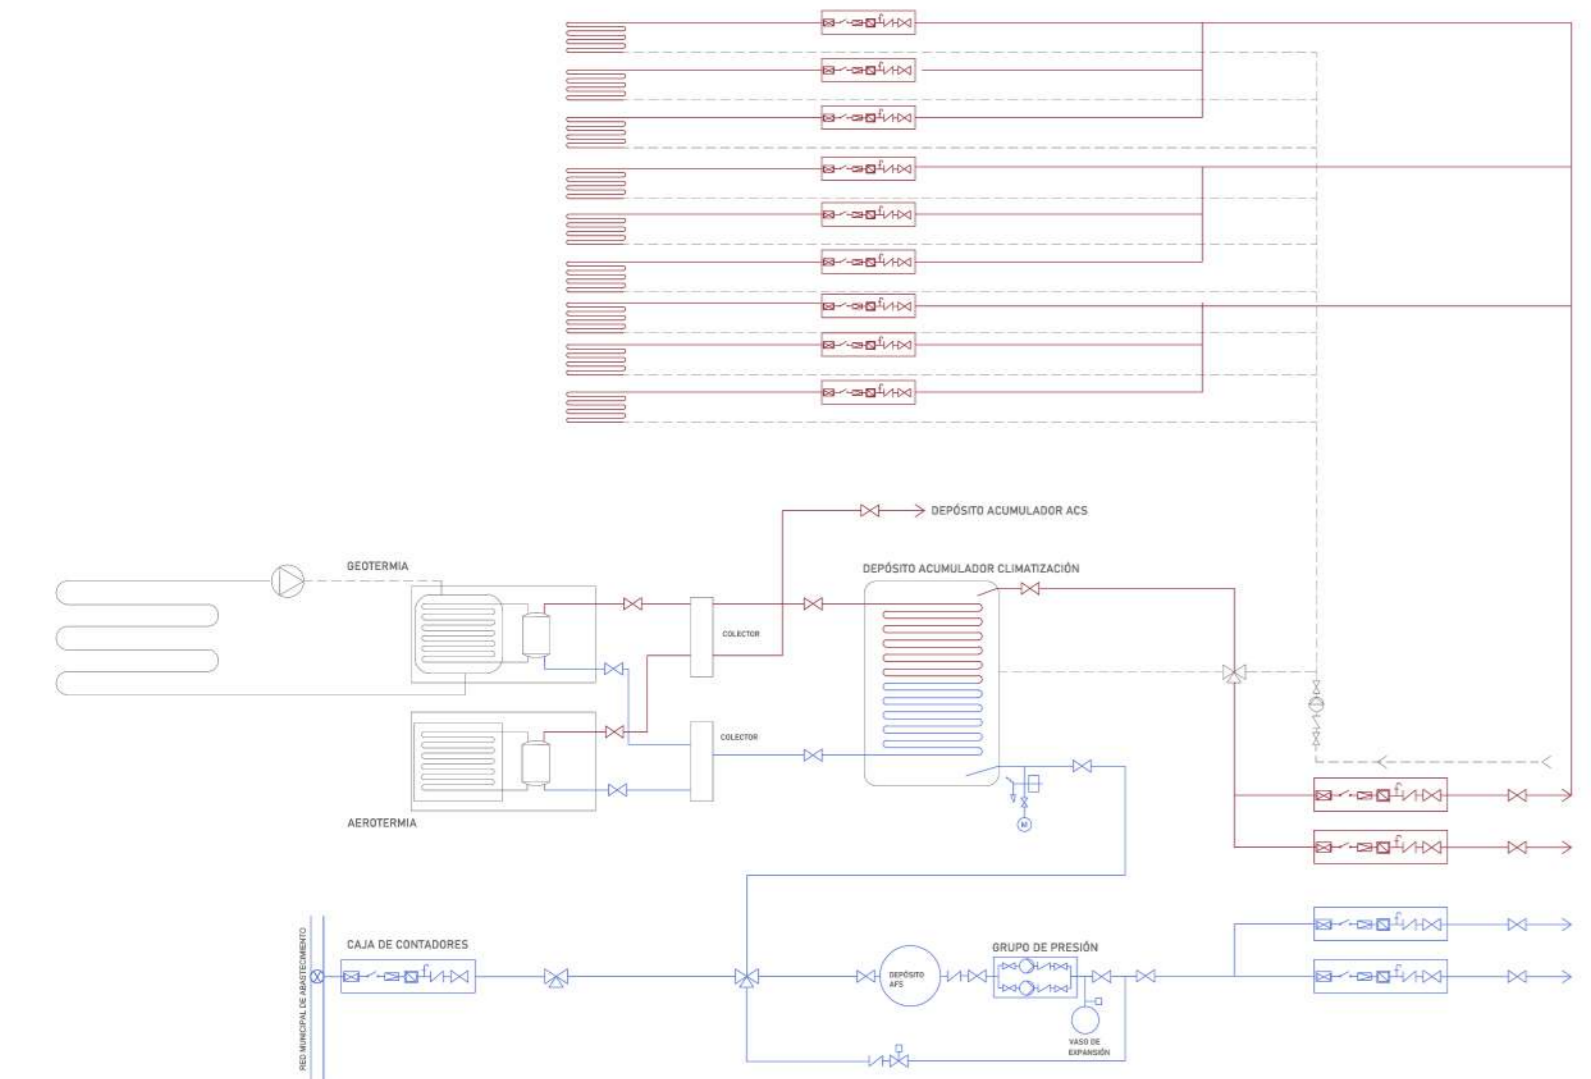 DEPÓSITO ACUMULADOR ACS
GEOTERMIA
DEPÓSITO ACUMULADOR CLIMATIZACIÓN
COLECTOR
COLECTOR
AEROTERMIA
M
RED MUNICIPAL DE ABASTECIMIENTO
CAJA DE CONTADORES
DEPÓSITO
AFS
GRUPO DE PRESIÓN
VASO DE
EXPANSIÓN